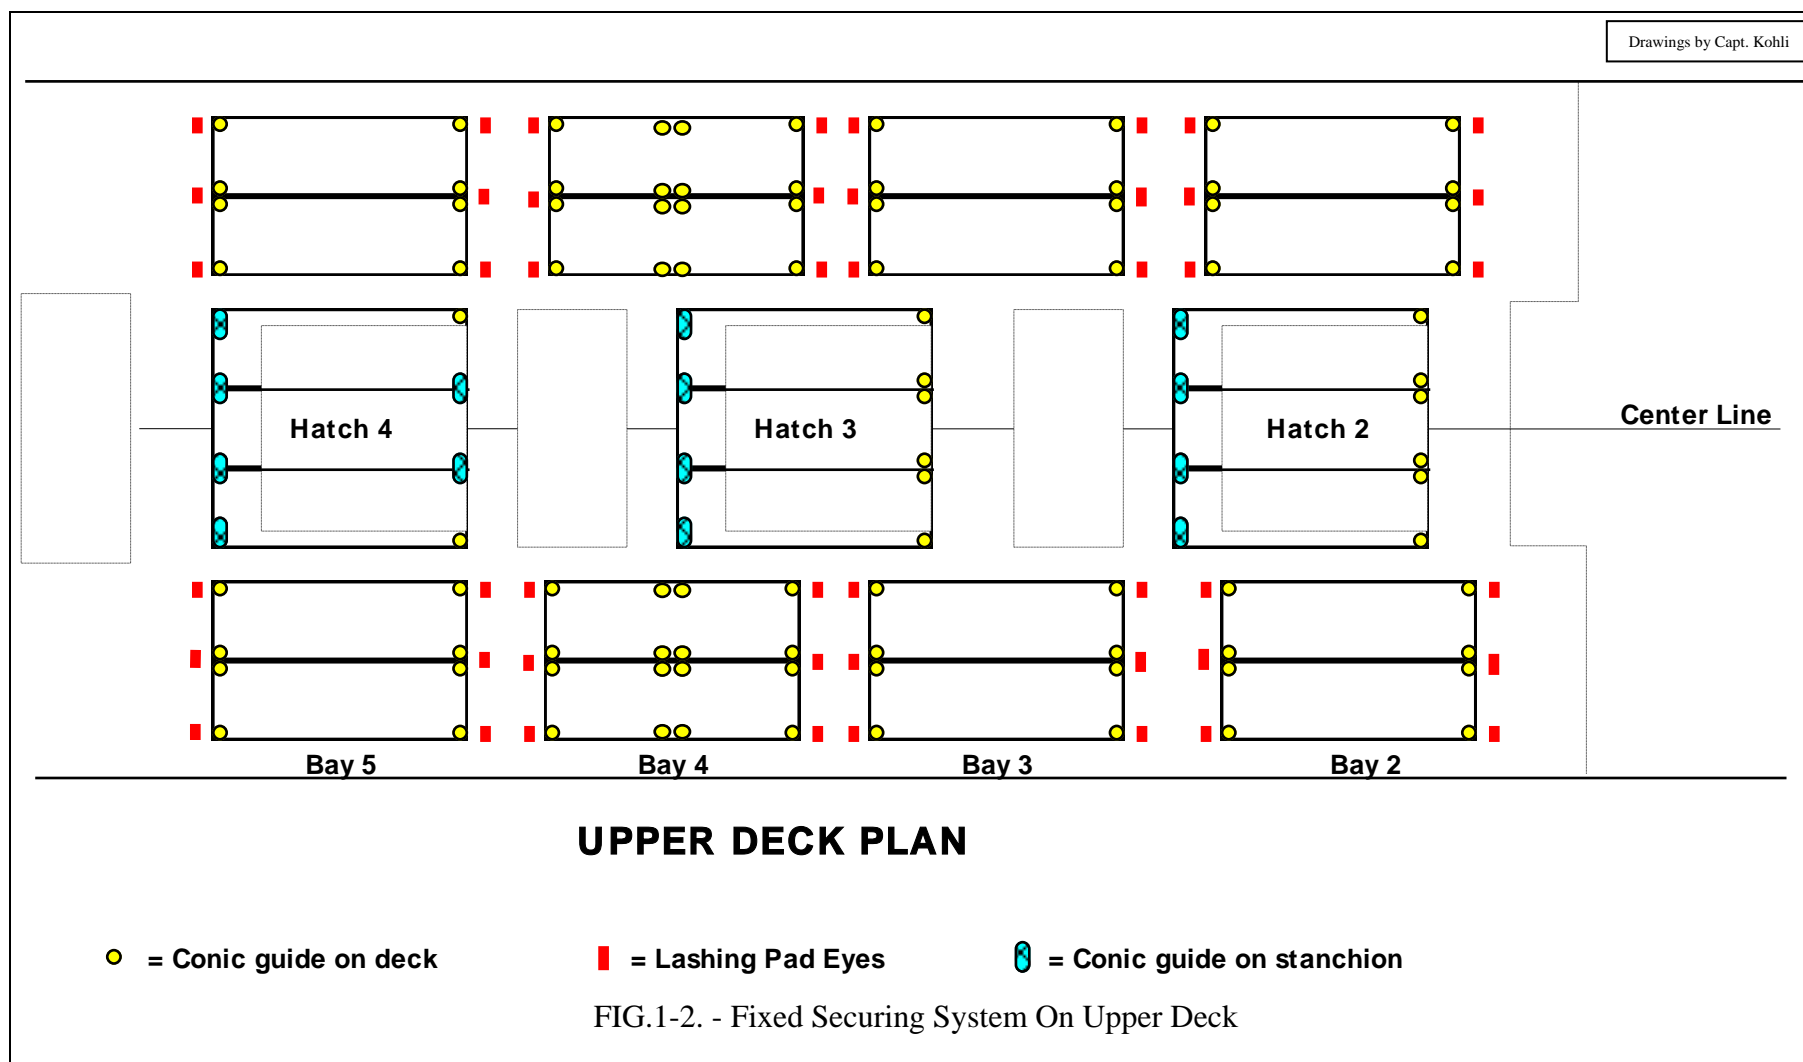 Drawings by Capt. Kohli
Hatch 4
Hatch 3
Hatch 2
Center Line
Bay 5
Bay 4
Bay 3
Bay 2
UPPER DECK PLAN
= Conic guide on deck
= Lashing Pad Eyes
= Conic guide on stanchion
FIG.1-2. - Fixed Securing System On Upper Deck